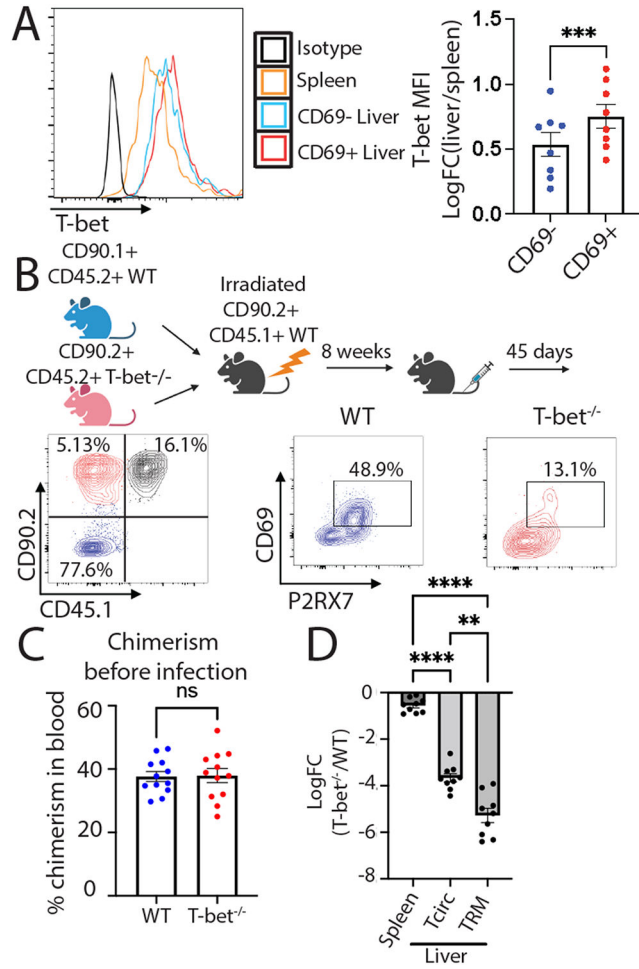 A
Isotype
Spleen
CD69- Liver
CD69+ Liver
T-bet
T-bet MFI
LogFC(liver/spleen)
1.5
1.0
0.5
0.0
***
CD69-
CD69+
B
CD90.1+
CD45.2+ WT
CD90.2+
CD45.2+ T-bet-/-
Irradiated
CD90.2+
CD45.1+ WT
8 weeks
45 days
5.13%
16.1%
77.6%
CD90.2
CD45.1
WT
48.9%
CD69
P2RX7
T-bet-/-
13.1%
C
Chimerism
before infection
ns
% chimerism in blood
60
40
20
0
WT
T-bet-/-
D
****
**
****
LogFC
(T-bet-/-/WT)
0
-2
-4
-6
-8
Spleen
Tcirc
TRM
Liver